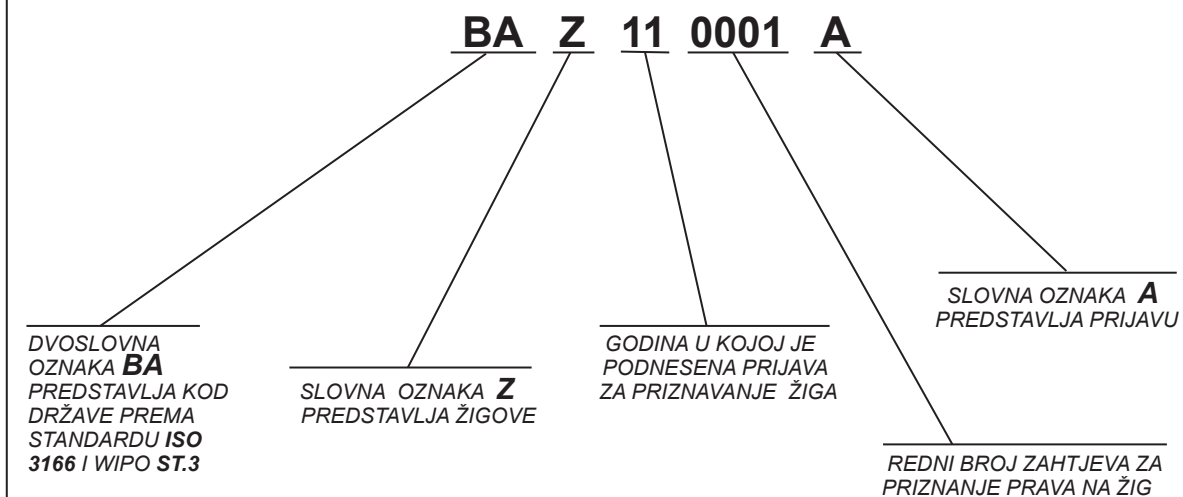 BA Z 11 0001 A
DVOSLOVNA
OZNAKA BA
PREDSTAVLJA KOD
DRŽAVE PREMA
STANDARDU ISO
3166 I WIPO ST.3
SLOVNA OZNAKA Z
PREDSTAVLJA ŽIGOVE
GODINA U KOJOJ JE
PODNESENA PRIJAVA
ZA PRIZNAVANJE ŽIGA
REDNI BROJ ZAHTJEVA ZA
PRIZNANJE PRAVA NA ŽIG
SLOVNA OZNAKA A
PREDSTAVLJA PRIJAVU